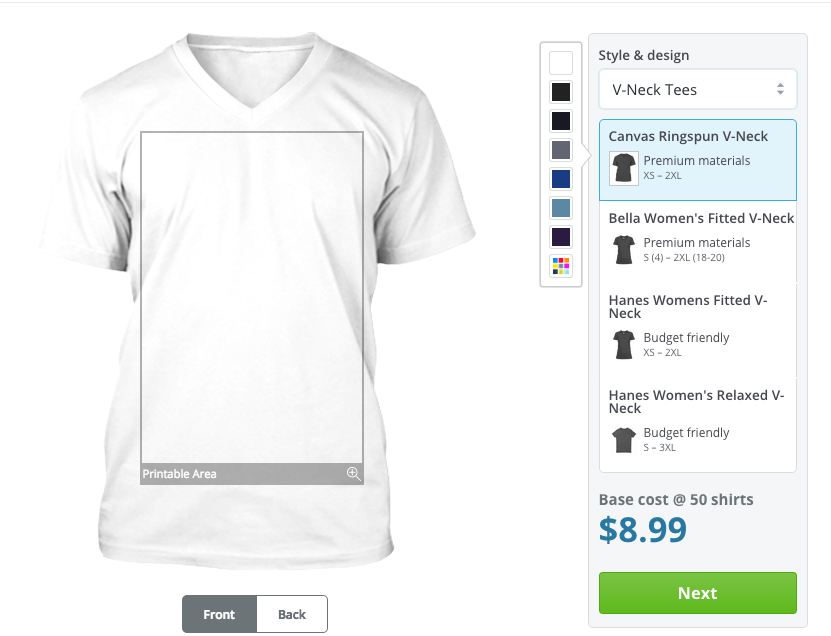 Style & design
V-Neck Tees
Canvas Ringspun V-Neck
Premium materials
XS – 2XL
Bella Women's Fitted V-Neck
Premium materials
S (4) – 2XL (18-20)
Hanes Womens Fitted V-
Neck
Budget friendly
XS – 2XL
Hanes Women's Relaxed V-
Neck
Budget friendly
S – 3XL
Printable Area
Base cost @ 50 shirts
$8.99
Next
Front
Back